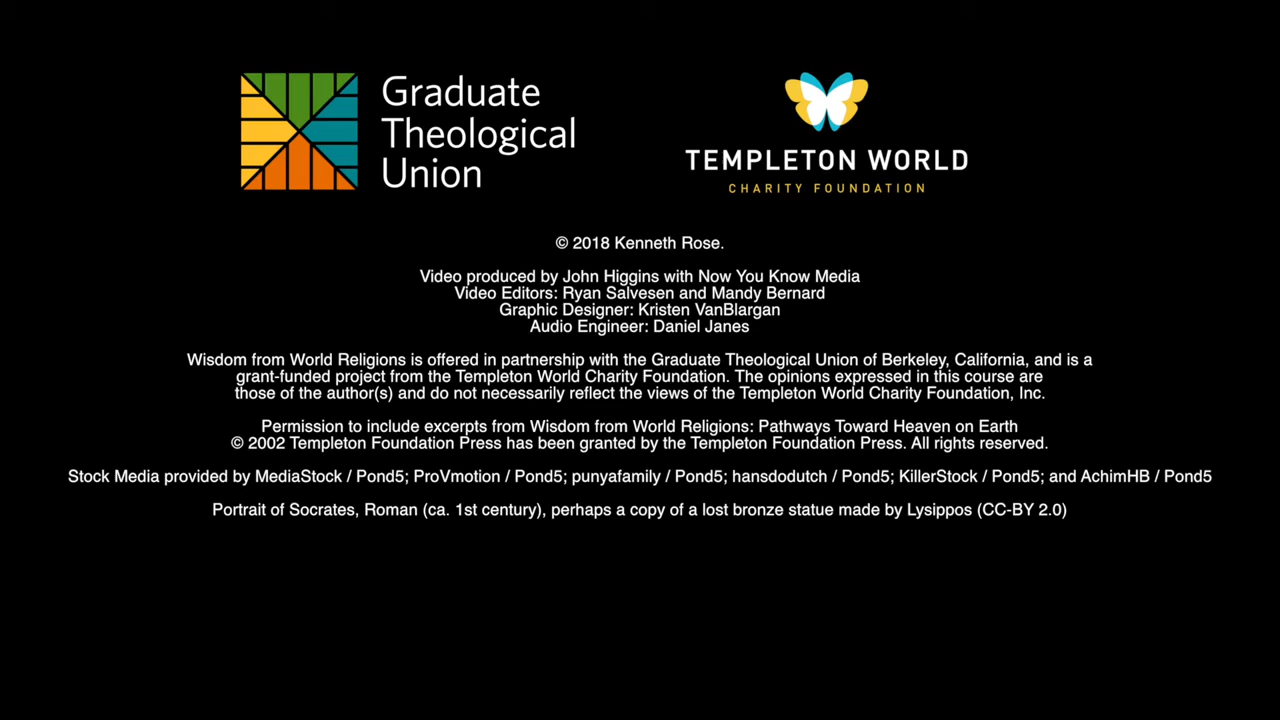 Graduate
Theological
Union
TEMPLETON WORLD
CHARITY FOUNDATION
© 2018 Kenneth Rose.
Video produced by John Higgins with Now You Know Media
Video Editors: Ryan Salvesen and Mandy Bernard
Graphic Designer: Kristen VanBlargan
Audio Engineer: Daniel Janes
Wisdom from World Religions is offered in partnership with the Graduate Theological Union of Berkeley, California, and is a
grant-funded project from the Templeton World Charity Foundation. The opinions expressed in this course are
those of the author(s) and do not necessarily reflect the views of the Templeton World Charity Foundation, Inc.
Permission to include excerpts from Wisdom from World Religions: Pathways Toward Heaven on Earth
© 2002 Templeton Foundation Press has been granted by the Templeton Foundation Press. All rights reserved.
Stock Media provided by MediaStock / Pond5; ProVmotion / Pond5; punyafamily / Pond5; hansdodutch / Pond5; KillerStock / Pond5; and AchimHB / Pond5
Portrait of Socrates, Roman (ca. 1st century), perhaps a copy of a lost bronze statue made by Lysippos (CC-BY 2.0)